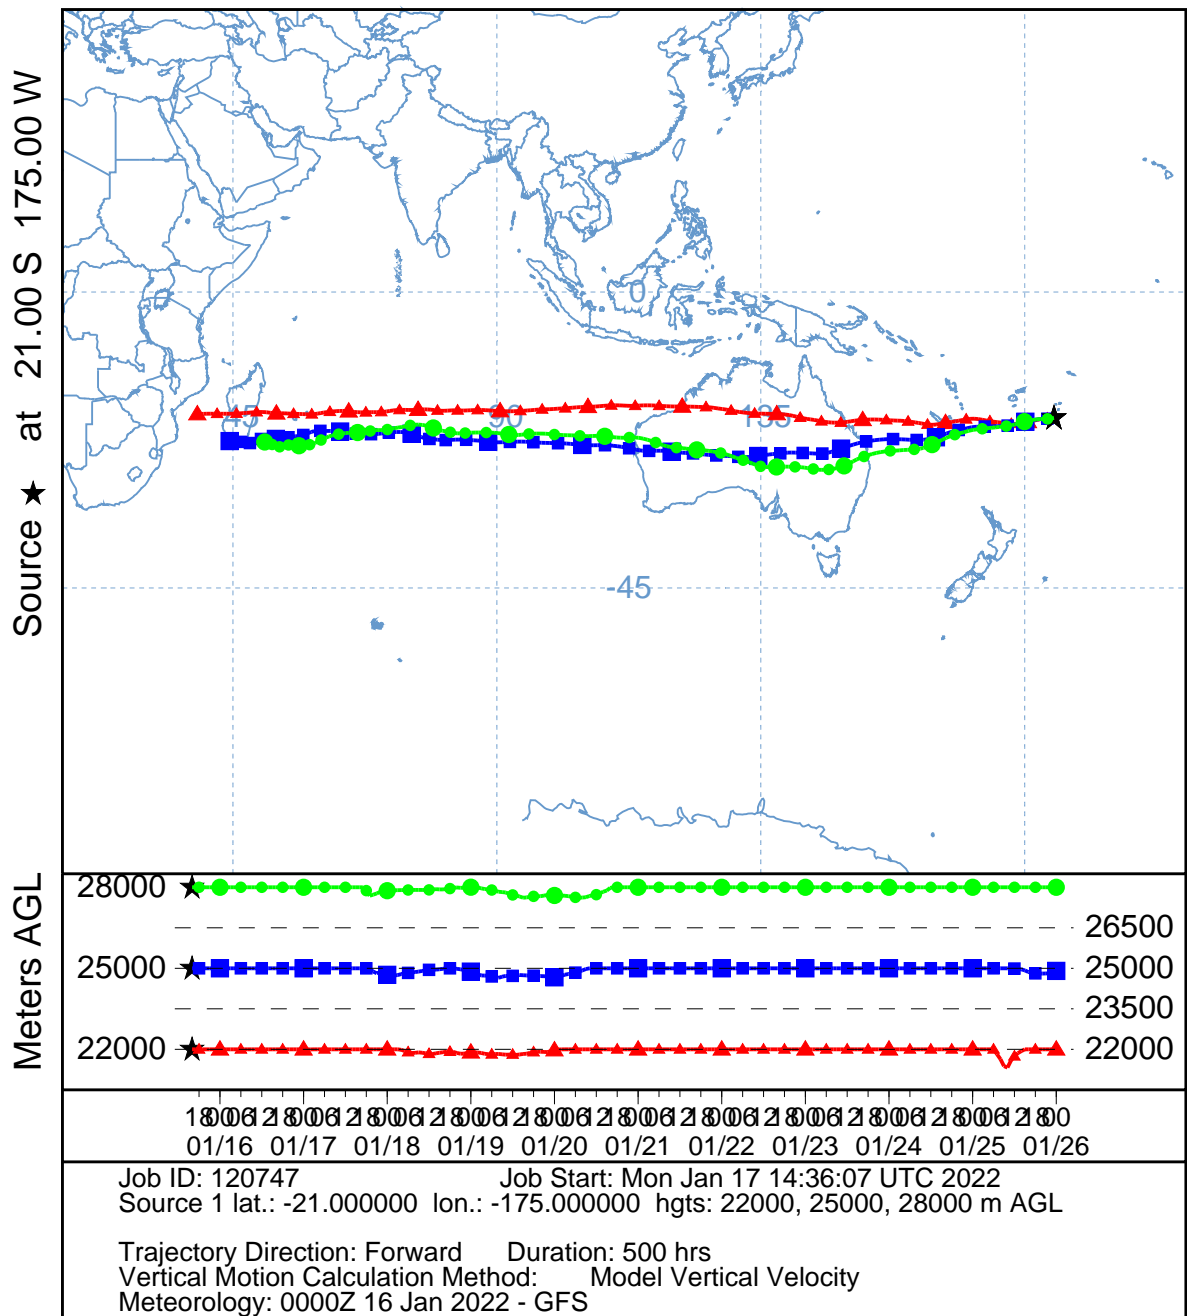 Source ★ at 21.00 S 175.00 W
0
45
90
135
-45
Meters AGL
28000
26500
25000
25000
23500
22000
22000
01/16 01/17 01/18 01/19 01/20 01/21 01/22 01/23 01/24 01/25 01/26
Job ID: 120747 Job Start: Mon Jan 17 14:36:07 UTC 2022
Source 1 lat.: -21.000000 lon.: -175.000000 hgts: 22000, 25000, 28000 m AGL
Trajectory Direction: Forward Duration: 500 hrs
Vertical Motion Calculation Method: Model Vertical Velocity
Meteorology: 0000Z 16 Jan 2022 - GFS